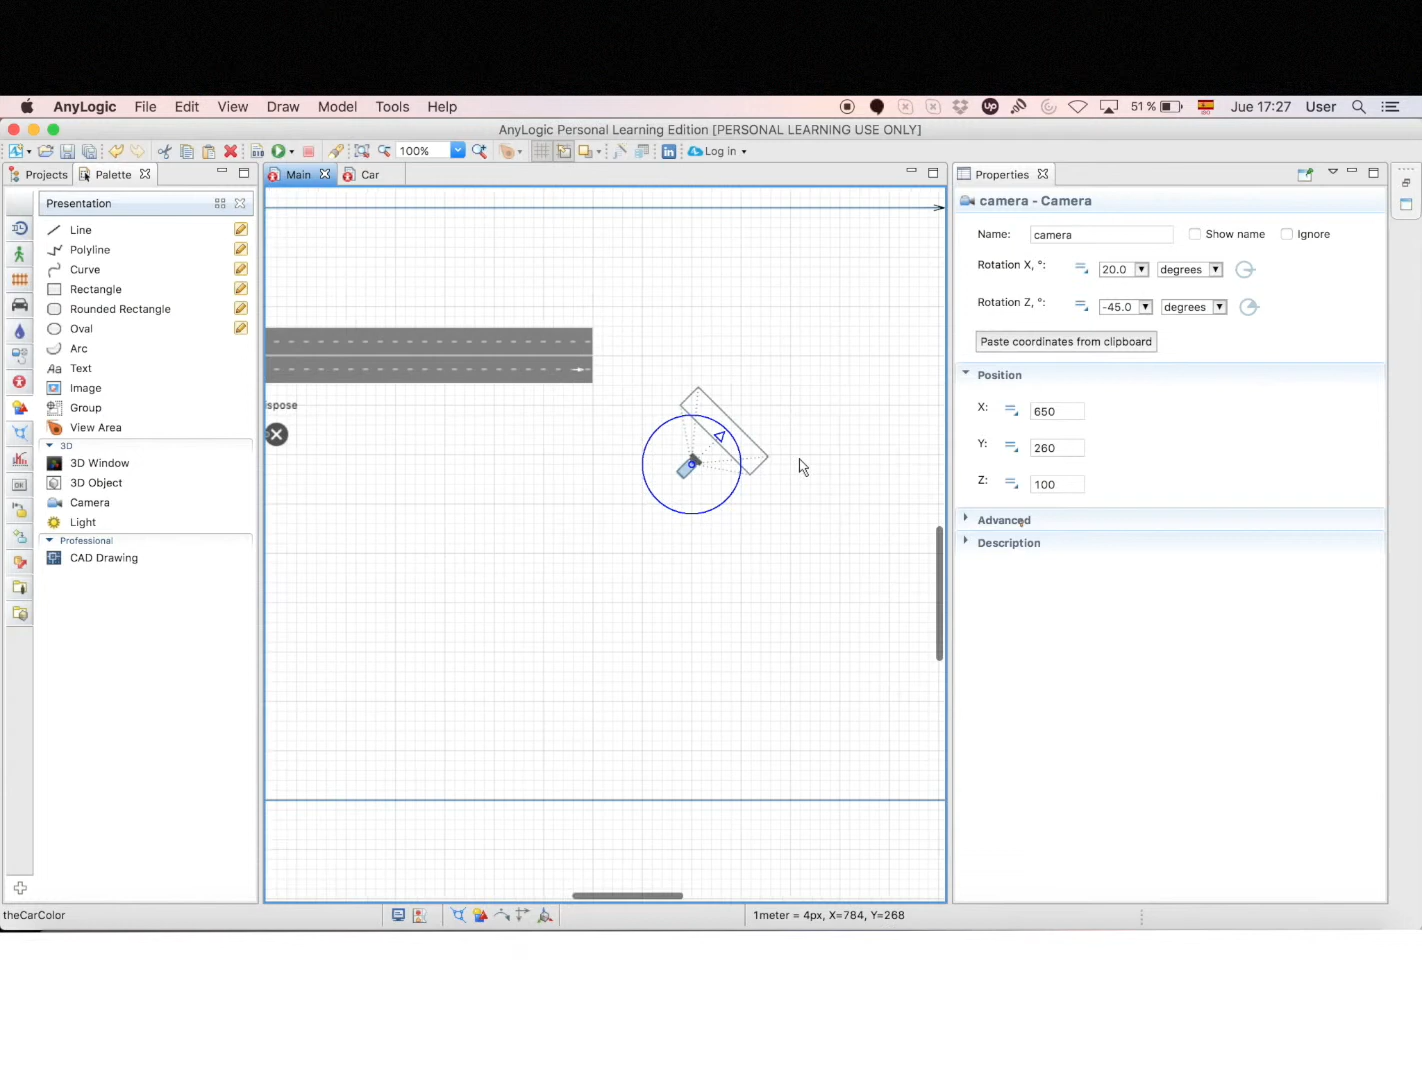 AnyLogic File Edit View Draw Model Tools Help up 51 % Jue 17:27 User
AnyLogic Personal Learning Edition [PERSONAL LEARNING USE ONLY]
100% Log in
Projects Palette Main Car Properties
Presentation
Line
Polyline
Curve
Rectangle
Rounded Rectangle
Oval
Arc
Aa Text
Image
Group
View Area
3D
3D Window
3D Object
Camera
Light
Professional
CAD Drawing
ispose
camera - Camera
Name: camera Show name Ignore
Rotation X, °: 20.0 degrees
Rotation Z, °: -45.0 degrees
Paste coordinates from clipboard
Position
X: 650
Y: 260
Z: 100
Advanced
Description
theCarColor 1meter = 4px, X=784, Y=268